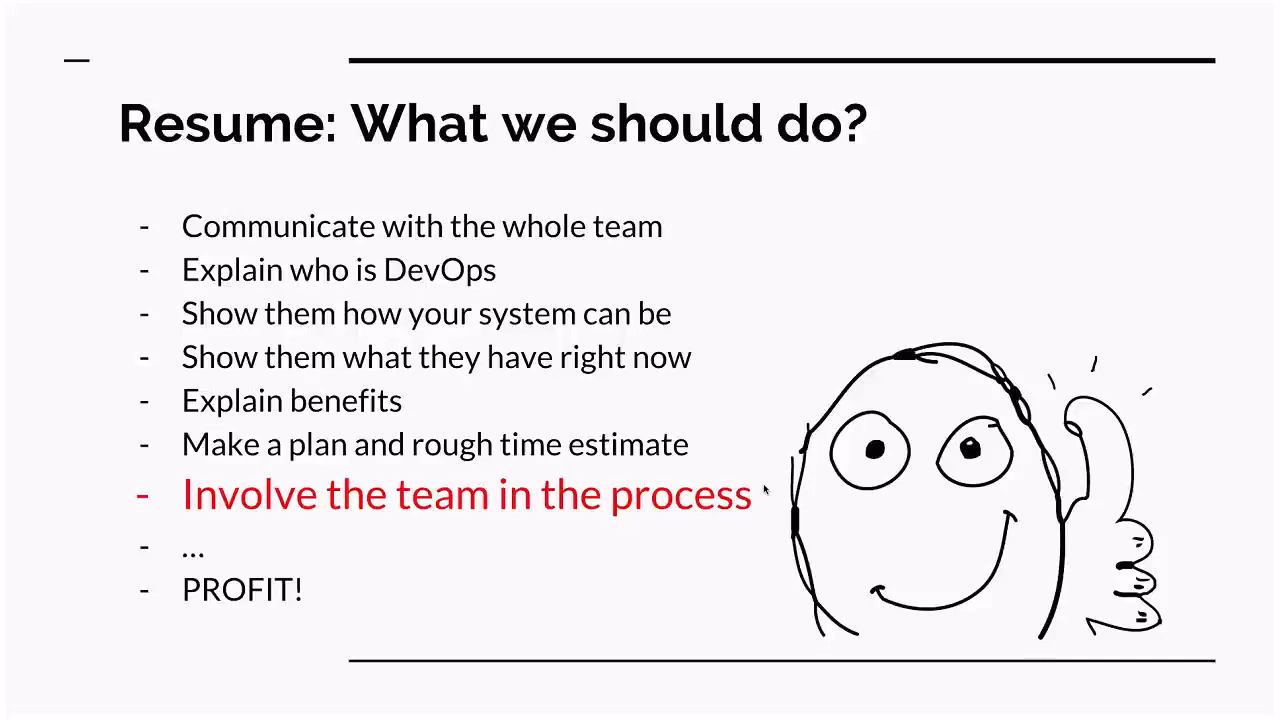 Resume: What we should do?
- Communicate with the whole team
- Explain who is DevOps
- Show them how your system can be
- Show them what they have right now
- Explain benefits
- Make a plan and rough time estimate
- Involve the team in the process
- ...
- PROFIT!